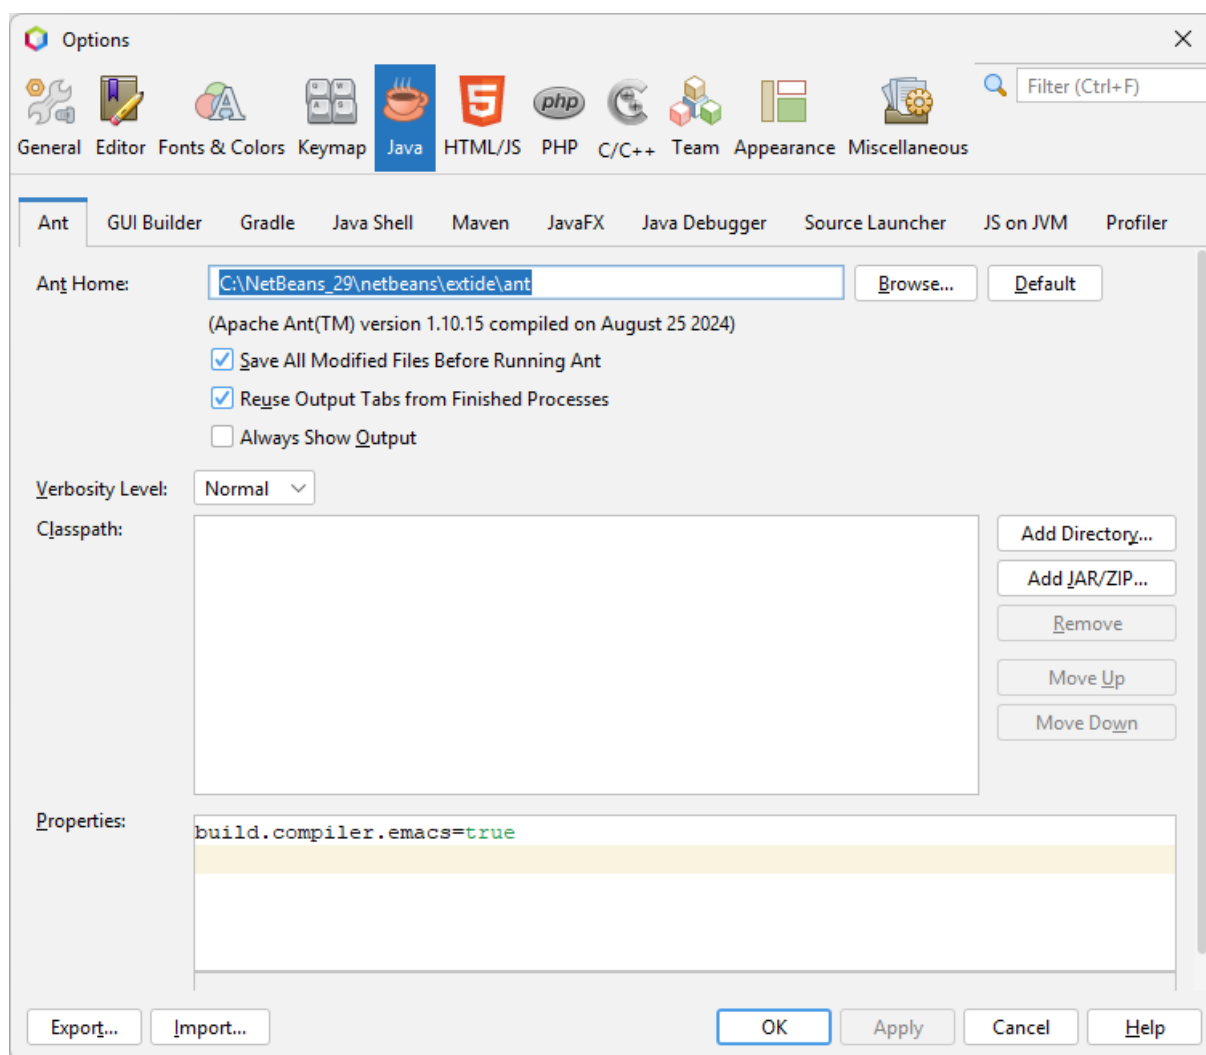 Options
Filter (Ctrl+F)
General Editor Fonts & Colors Keymap Java HTML/JS PHP C/C++ Team Appearance Miscellaneous
Ant GUI Builder Gradle Java Shell Maven JavaFX Java Debugger Source Launcher JS on JVM Profiler
Ant Home: C:\NetBeans_29\netbeans\extide\ant Browse... Default
(Apache Ant(TM) version 1.10.15 compiled on August 25 2024)
Save All Modified Files Before Running Ant
Reuse Output Tabs from Finished Processes
Always Show Output
Verbosity Level: Normal
Classpath: Add Directory...
Add JAR/ZIP...
Remove
Move Up
Move Down
Properties: build.compiler.emacs=true
Export... Import... OK Apply Cancel Help